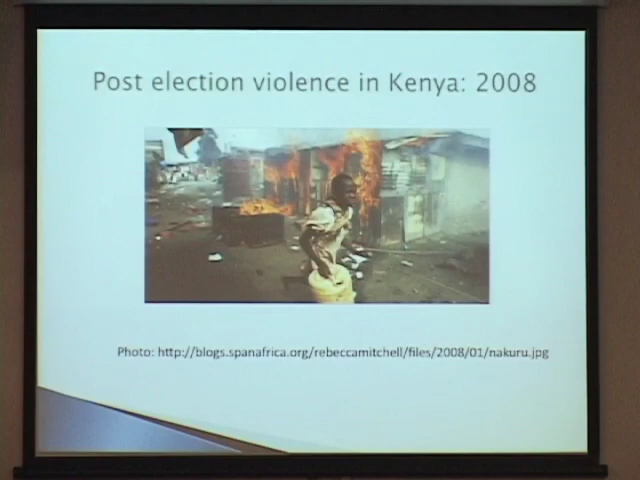 Post election violence in Kenya: 2008
Photo: http://blogs.spanafrica.org/rebeccamitchell/files/2008/01/nakuru.jpg